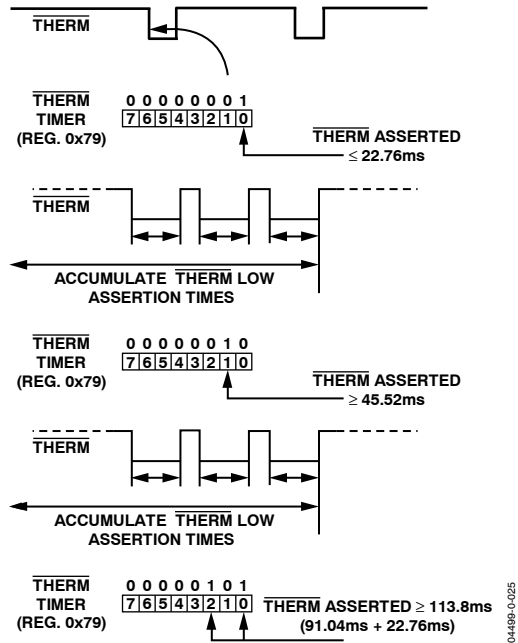 THERM
THERM
TIMER
(REG. 0x79)
0 0 0 0 0 0 0 1
7 6 5 4 3 2 1 0
THERM ASSERTED
≤ 22.76ms
THERM
ACCUMULATE THERM LOW
ASSERTION TIMES
THERM
TIMER
(REG. 0x79)
0 0 0 0 0 0 1 0
7 6 5 4 3 2 1 0
THERM ASSERTED
≥ 45.52ms
THERM
ACCUMULATE THERM LOW
ASSERTION TIMES
THERM
TIMER
(REG. 0x79)
0 0 0 0 0 1 0 1
7 6 5 4 3 2 1 0
THERM ASSERTED ≥ 113.8ms
(91.04ms + 22.76ms)
04499-0-025